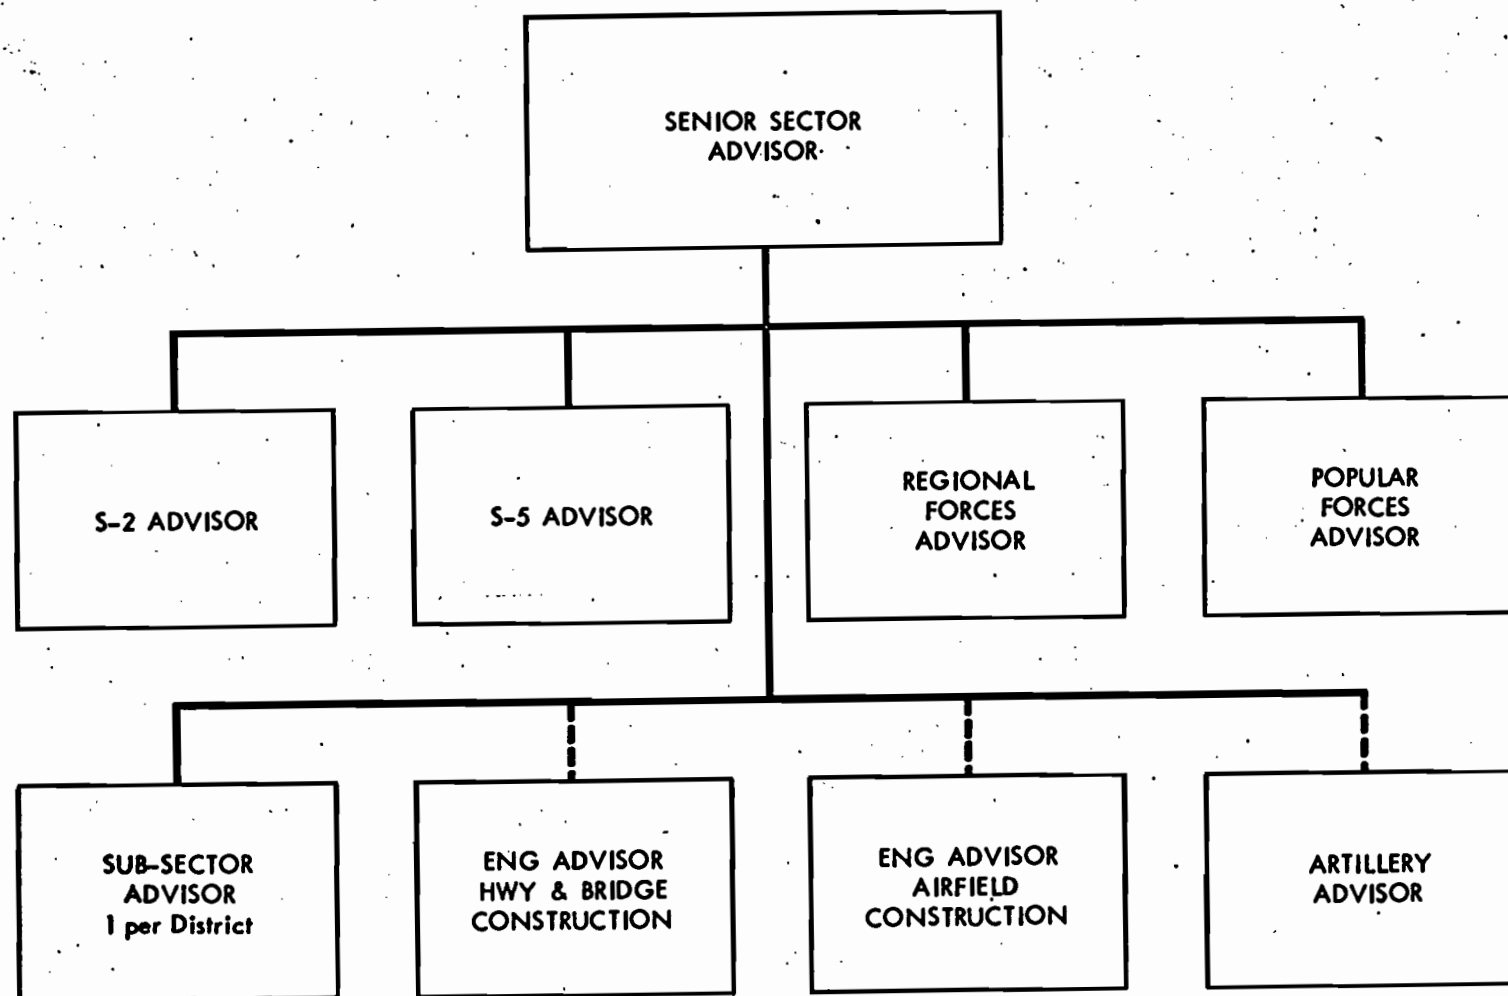 SENIOR SECTOR
ADVISOR
S-2 ADVISOR
S-5 ADVISOR
REGIONAL
FORCES
ADVISOR
POPULAR
FORCES
ADVISOR
SUB-SECTOR
ADVISOR
1 per District
ENG ADVISOR
HWY & BRIDGE
CONSTRUCTION
ENG ADVISOR
AIRFIELD
CONSTRUCTION
ARTILLERY
ADVISOR